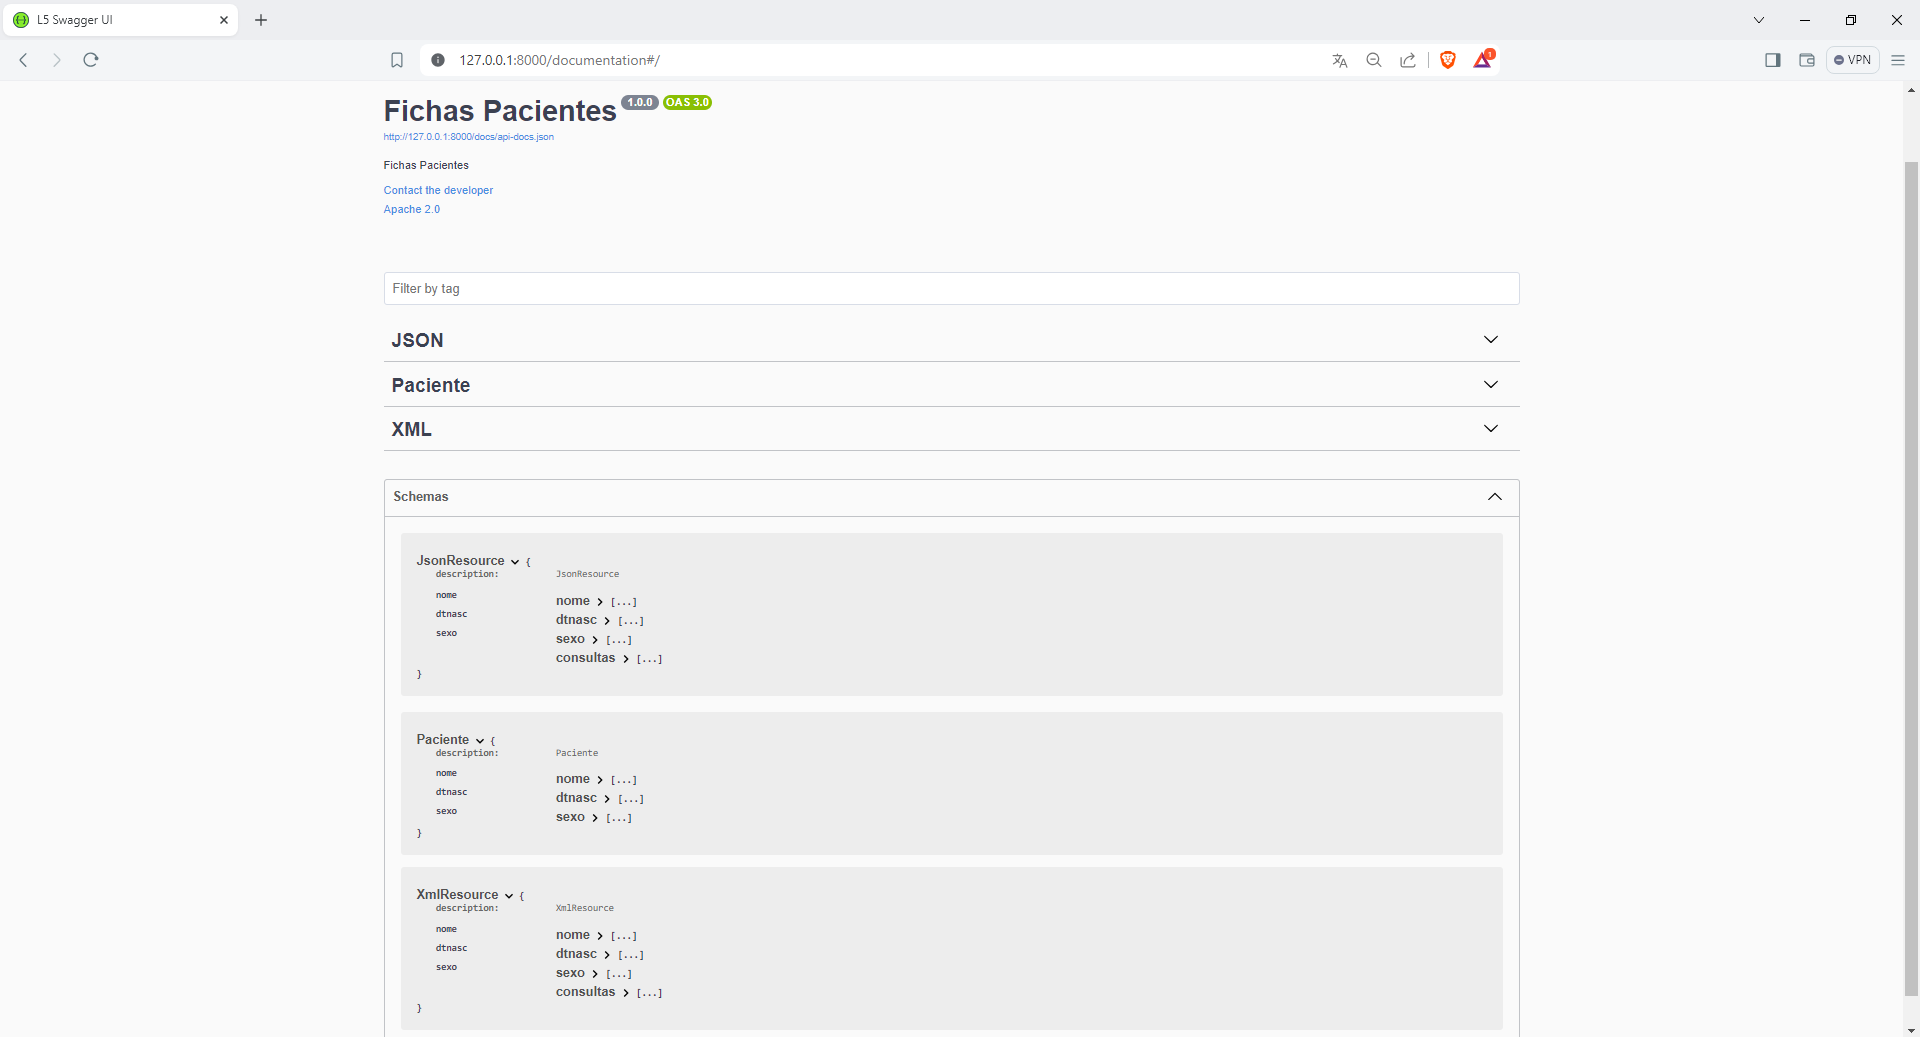 L5 Swagger UI
127.0.0.1:8000/documentation#/
1
VPN
Fichas Pacientes 1.0.0 OAS 3.0
http://127.0.0.1:8000/docs/api-docs.json
Fichas Pacientes
Contact the developer
Apache 2.0
Filter by tag
JSON
Paciente
XML
Schemas
JsonResource {
description: JsonResource
nome nome [...]
dtnasc dtnasc [...]
sexo sexo [...]
consultas [...]
}
Paciente {
description: Paciente
nome nome [...]
dtnasc dtnasc [...]
sexo sexo [...]
}
XmlResource {
description: XmlResource
nome nome [...]
dtnasc dtnasc [...]
sexo sexo [...]
consultas [...]
}